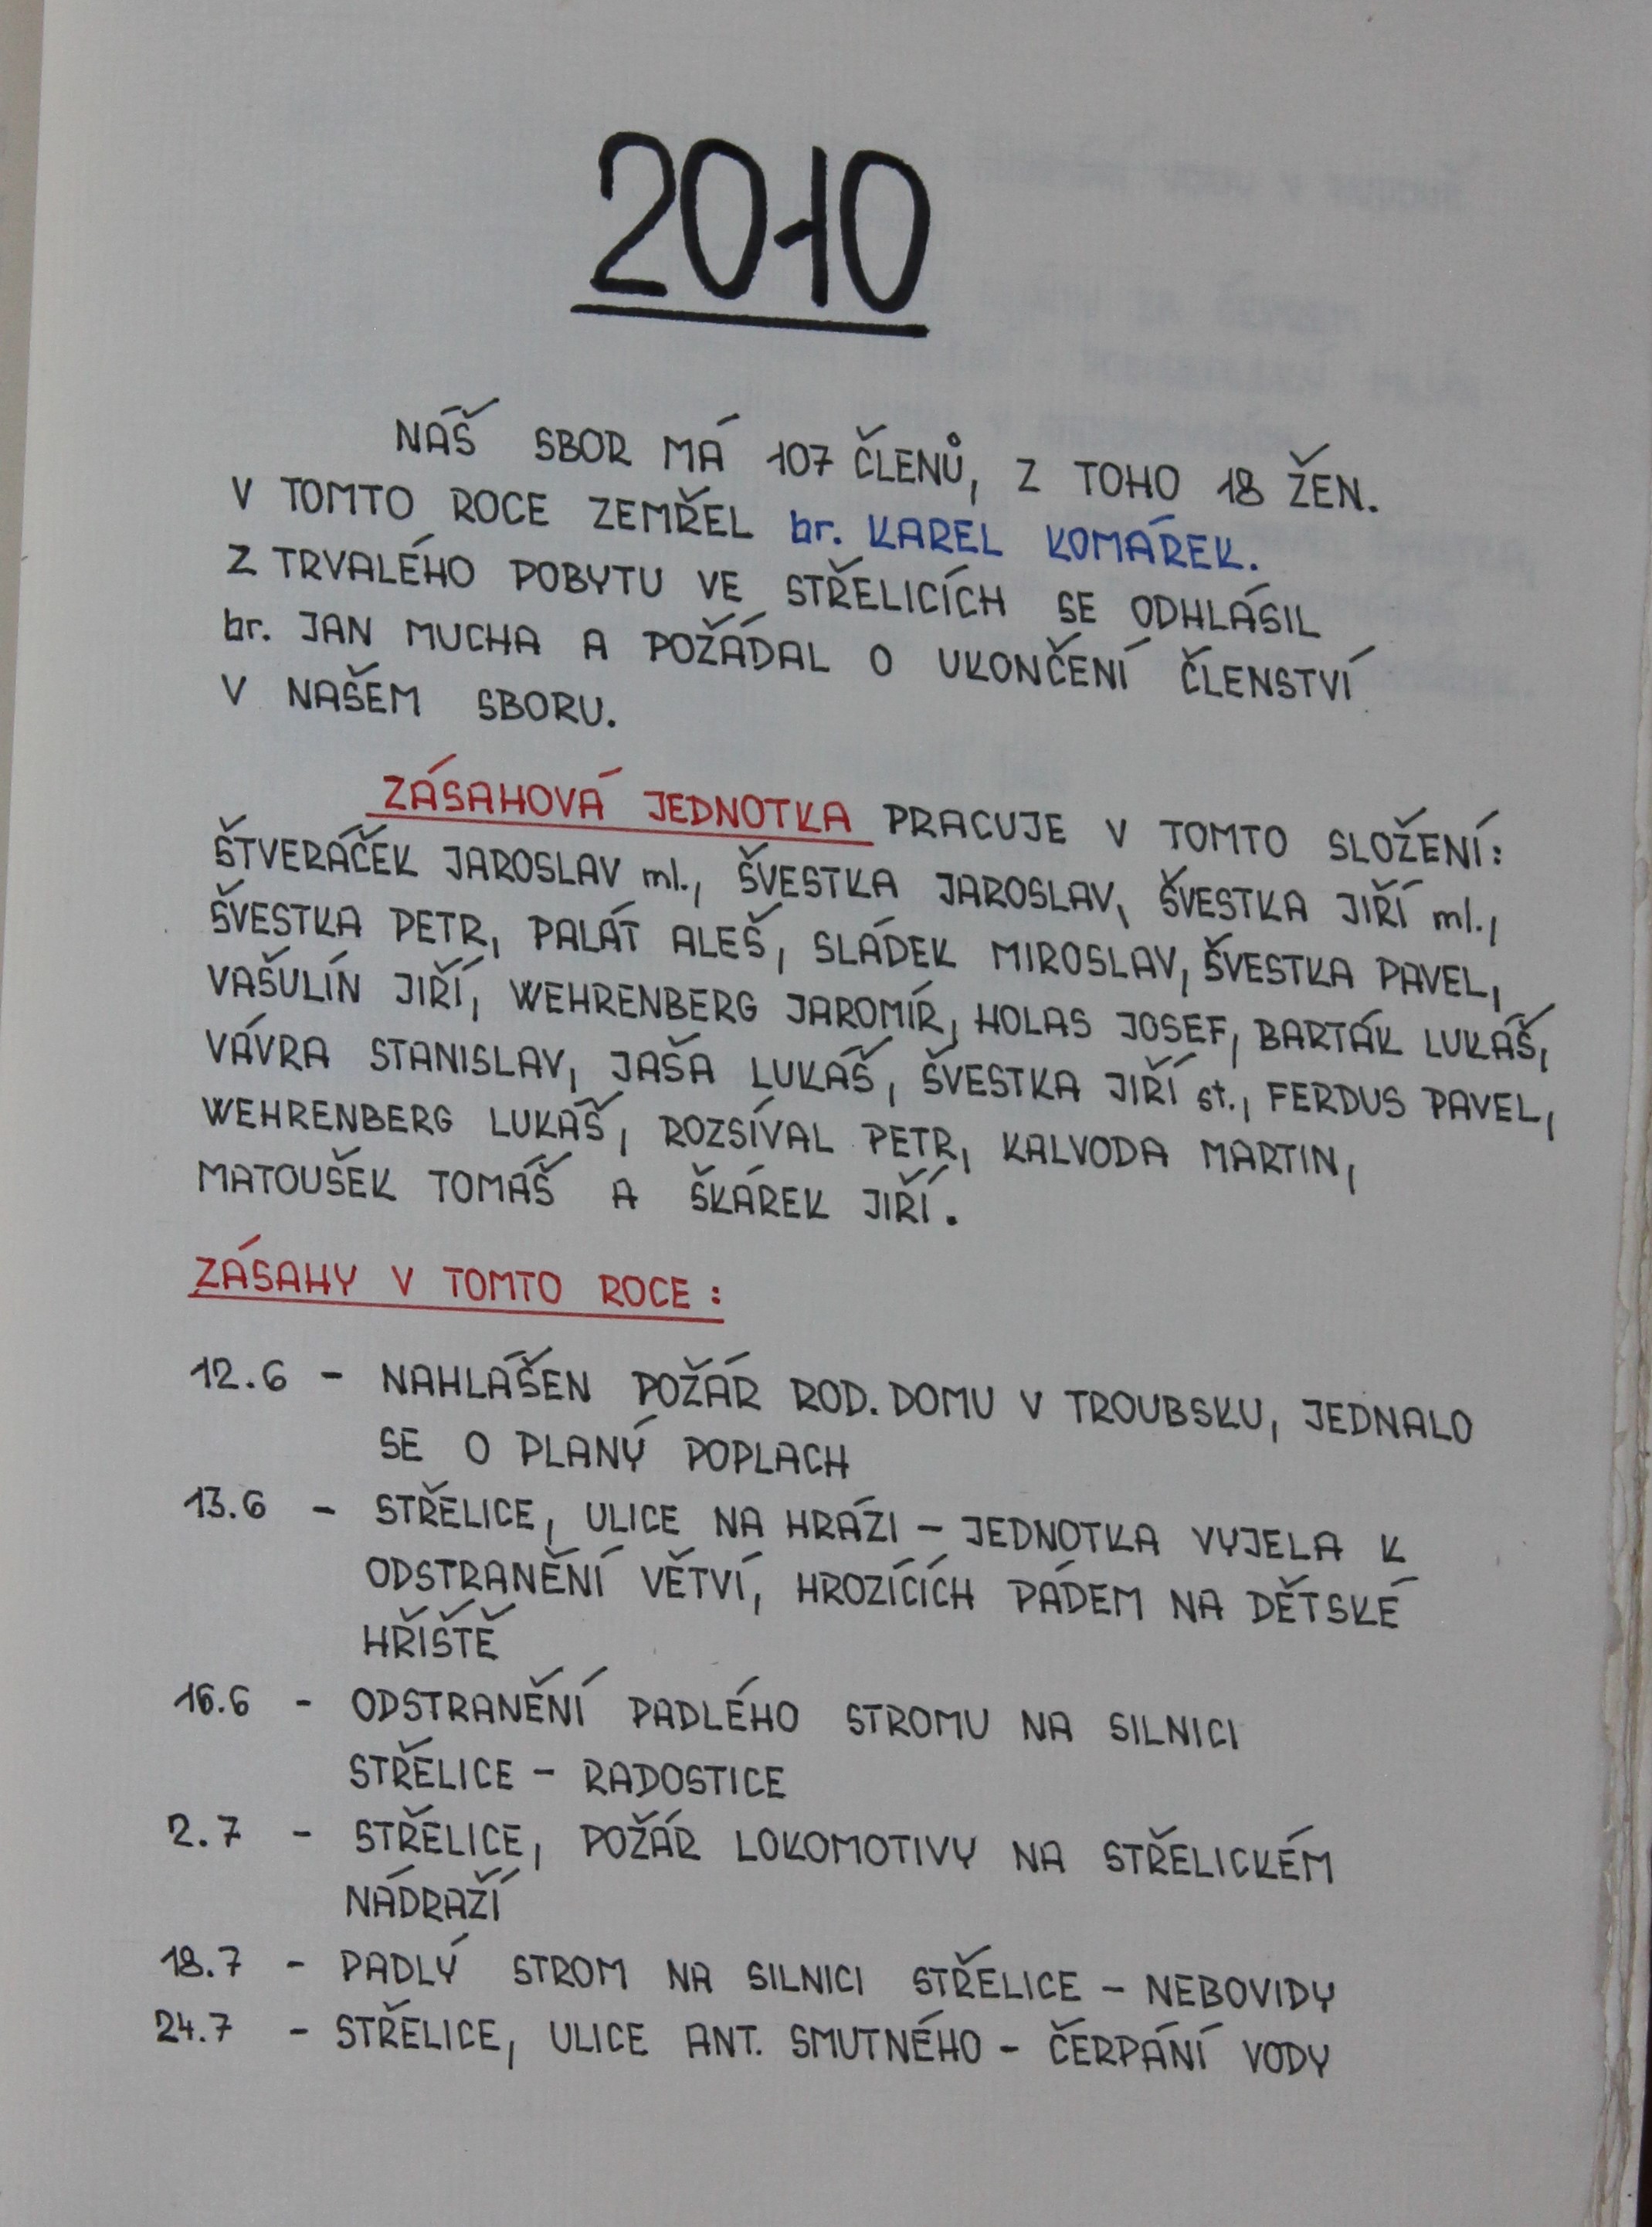 2010
NÁŠ SBOR MÁ 107 ČLENŮ, Z TOHO 18 ŽEN.
V TOMTO ROCE ZEMŘEL br. KAREL KOMÁREK.
Z TRVALÉHO POBYTU VE STŘELICÍCH SE ODHLÁSIL
br. JAN MUCHA A POŽÁDAL O UKONČENÍ ČLENSTVÍ
V NAŠEM SBORU.
ZÁSAHOVÁ JEDNOTKA PRACUJE V TOMTO SLOŽENÍ:
ŠTVERÁČEK JAROSLAV ml., ŠVESTKA JAROSLAV, ŠVESTKA JIŘÍ ml.,
ŠVESTKA PETR, PALÁT ALEŠ, SLÁDEK MIROSLAV, ŠVESTKA PAVEL,
VAŠULÍN JIŘÍ, WEHRENBERG JAROMÍR, HOLAS JOSEF, BARTÁK LUKÁŠ,
VÁVRA STANISLAV, JAŠA LUKÁŠ, ŠVESTKA JIŘÍ st., FERDUS PAVEL,
WEHRENBERG LUKÁŠ, ROZSÍVAL PETR, KALVODA MARTIN,
MATOUŠEK TOMÁŠ A ŠKÁREK JIŘÍ.
ZÁSAHY V TOMTO ROCE:
12.6 - NAHLÁŠEN POŽÁR ROD. DOMU V TROUBSKU, JEDNALO
SE O PLANÝ POPLACH
13.6 - STŘELICE, ULICE NA HRÁZI - JEDNOTKA VYJELA K
ODSTRANĚNÍ VĚTVÍ, HROZÍCÍCH PÁDEM NA DĚTSKÉ
HŘIŠTĚ
16.6 - ODSTRANĚNÍ PADLÉHO STROMU NA SILNICI
STŘELICE - RADOSTICE
2.7 - STŘELICE, POŽÁR LOKOMOTIVY NA STŘELICKÉM
NÁDRAŽÍ
18.7 - PADLÝ STROM NA SILNICI STŘELICE - NEBOVIDY
24.7 - STŘELICE, ULICE ANT. SMUTNÉHO - ČERPÁNÍ VODY